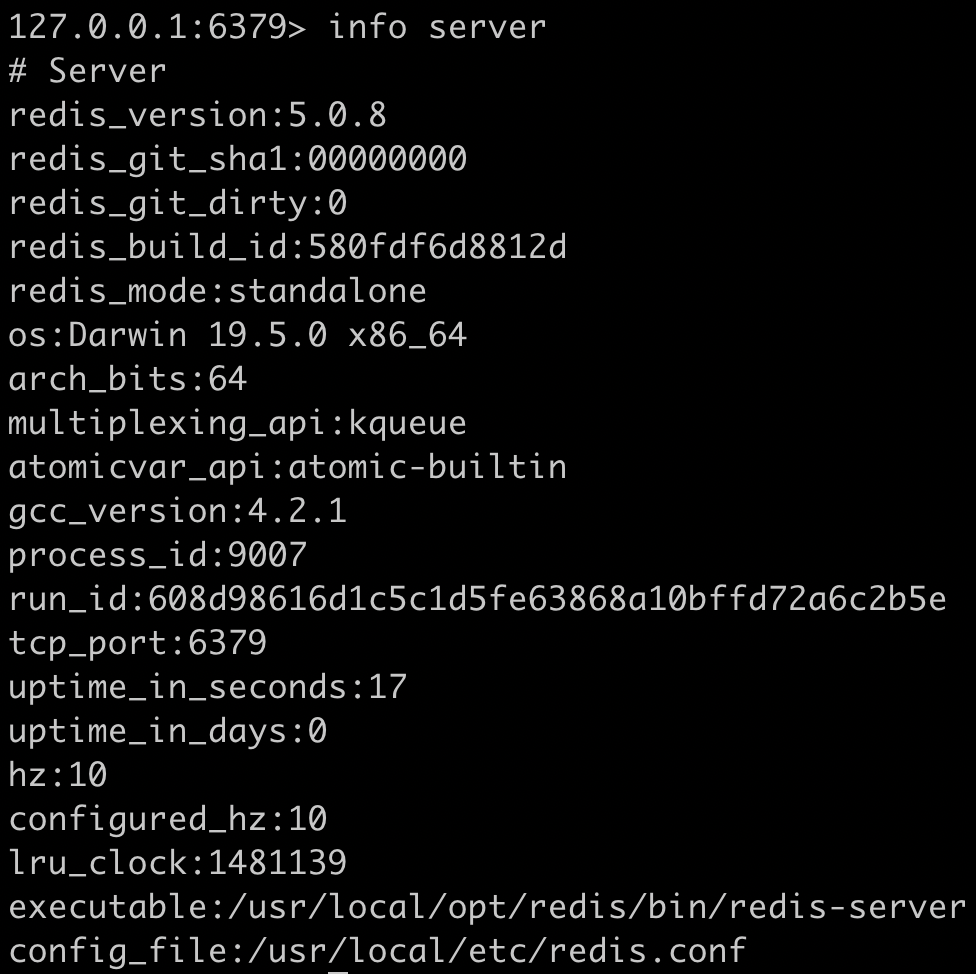 127.0.0.1:6379> info server
# Server
redis_version:5.0.8
redis_git_sha1:00000000
redis_git_dirty:0
redis_build_id:580fdf6d8812d
redis_mode:standalone
os:Darwin 19.5.0 x86_64
arch_bits:64
multiplexing_api:kqueue
atomicvar_api:atomic-builtin
gcc_version:4.2.1
process_id:9007
run_id:608d98616d1c5c1d5fe63868a10bffd72a6c2b5e
tcp_port:6379
uptime_in_seconds:17
uptime_in_days:0
hz:10
configured_hz:10
lru_clock:1481139
executable:/usr/local/opt/redis/bin/redis-server
config_file:/usr/local/etc/redis.conf